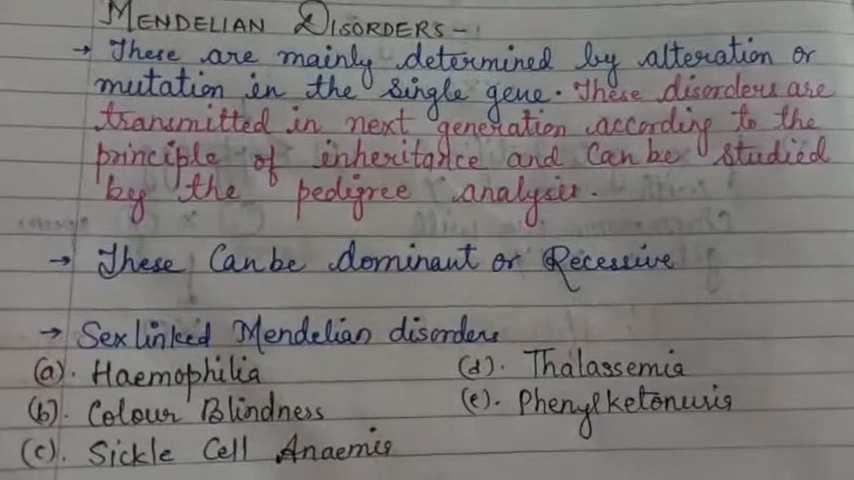 MENDELIAN DISORDERS -
→ These are mainly determined by alteration or
mutation in the single gene. These disorders are
transmitted in next generation according to the
principle of inheritance and Can be studied
by the pedigree analysis.
→ These Can be dominant or Recessive
→ Sex linked Mendelian disorders
(a). Haemophilia
(d). Thalassemia
(b). Colour Blindness
(e). Phenylketonuria
(c). Sickle Cell Anaemia